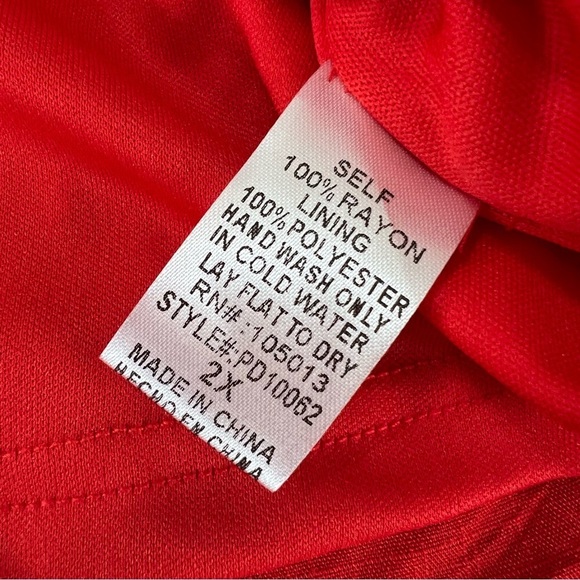 SELF
100% RAYON
LINING
100% POLYESTER
HAND WASH ONLY
IN COLD WATER
LAY FLAT TO DRY
RN#.:105013
STYLE#:PD10062
2X
MADE IN CHINA
HECHO EN CHINA